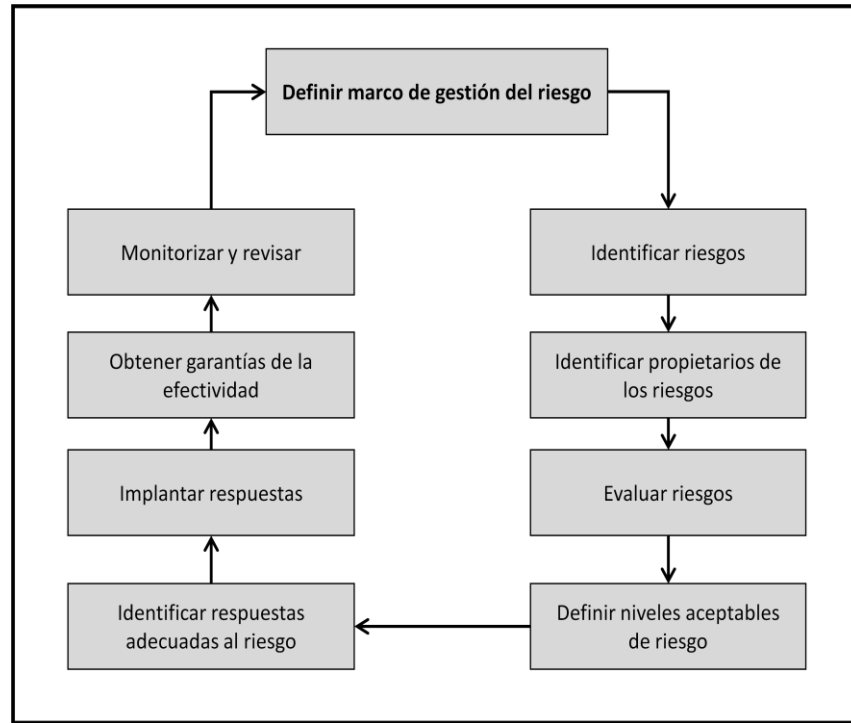 Definir marco de gestión del riesgo
Identificar riesgos
Identificar propietarios de
los riesgos
Evaluar riesgos
Definir niveles aceptables
de riesgo
Identificar respuestas
adecuadas al riesgo
Implantar respuestas
Obtener garantías de la
efectividad
Monitorizar y revisar